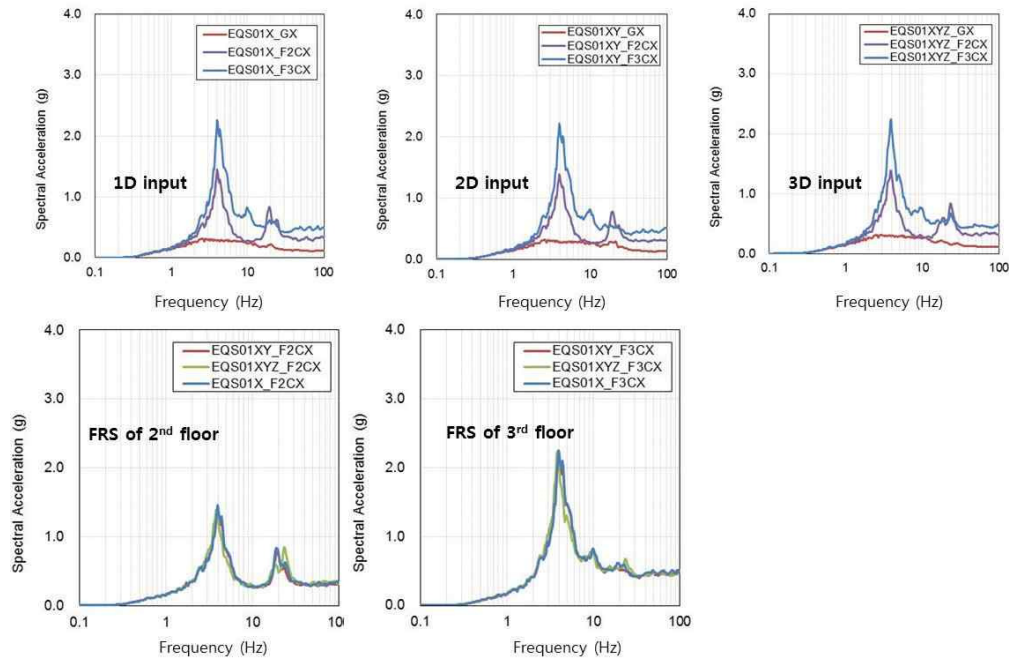 4.0
3.0
2.0
1.0
0.0
Spectral Acceleration (g)
EQS01X_GX
EQS01X_F2CX
EQS01X_F3CX
1D input
0.1
1
10
100
Frequency (Hz)
4.0
3.0
2.0
1.0
0.0
Spectral Acceleration (g)
EQS01XY_GX
EQS01XY_F2CX
EQS01XY_F3CX
2D input
0.1
1
10
100
Frequency (Hz)
4.0
3.0
2.0
1.0
0.0
Spectral Acceleration (g)
EQS01XYZ_GX
EQS01XYZ_F2CX
EQS01XYZ_F3CX
3D input
0.1
1
10
100
Frequency (Hz)
4.0
3.0
2.0
1.0
0.0
Spectral Acceleration (g)
EQS01XY_F2CX
EQS01XYZ_F2CX
EQS01X_F2CX
FRS of 2nd floor
0.1
1
10
100
Frequency (Hz)
4.0
3.0
2.0
1.0
0.0
Spectral Acceleration (g)
EQS01XY_F3CX
EQS01XYZ_F3CX
EQS01X_F3CX
FRS of 3rd floor
0.1
1
10
100
Frequency (Hz)